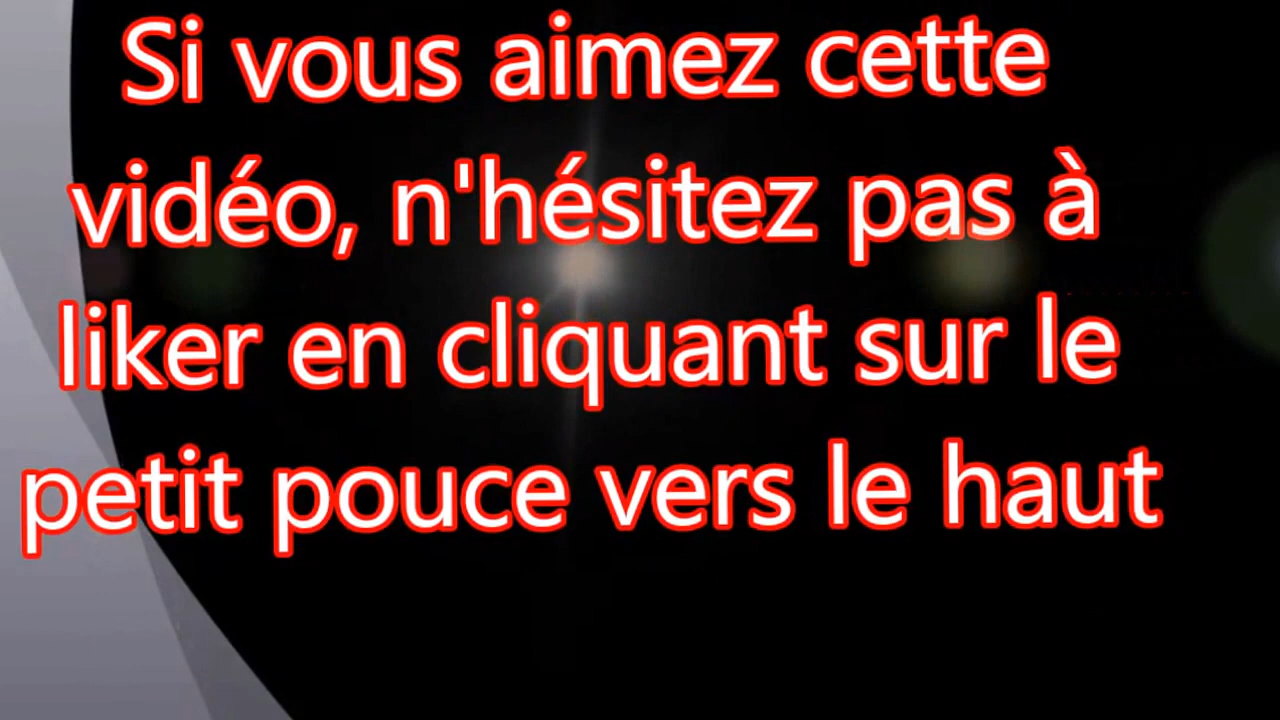 Si vous aimez cette
vidéo, n'hésitez pas à
liker en cliquant sur le
petit pouce vers le haut